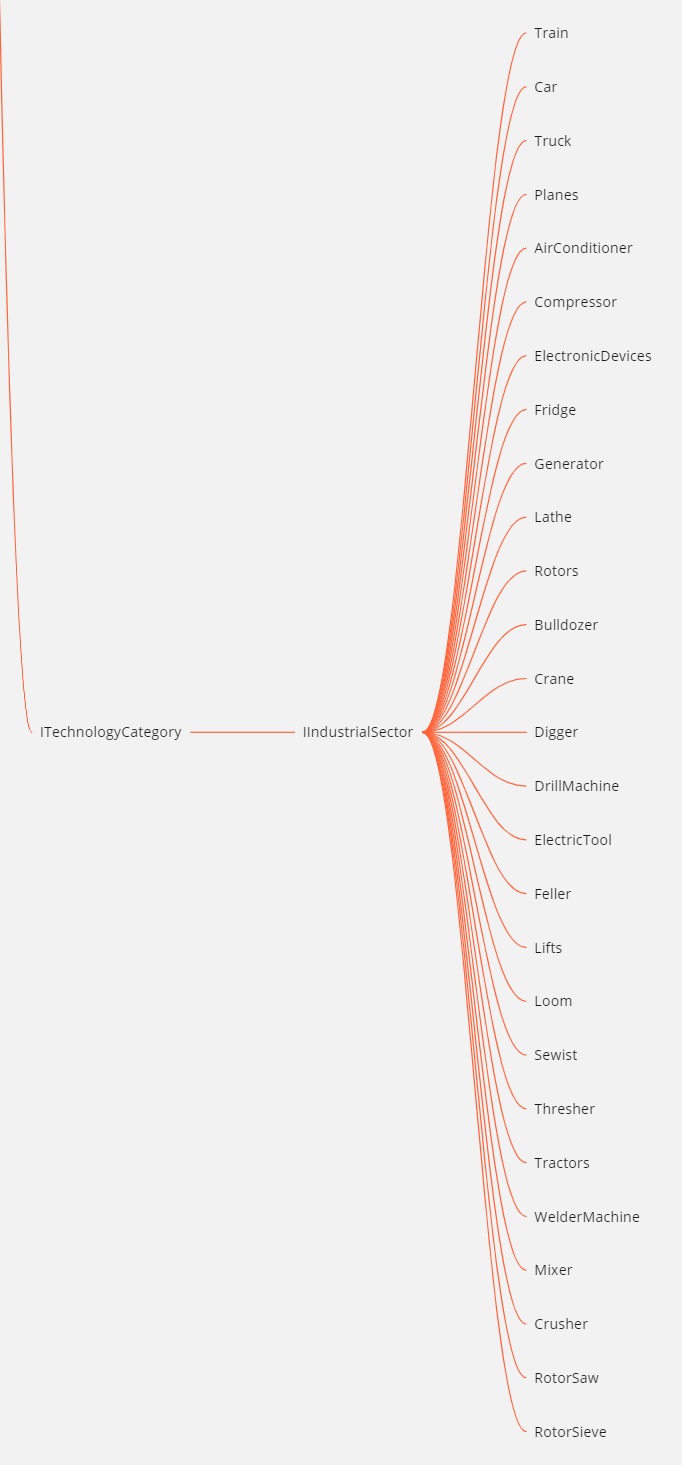 Train
Car
Truck
Planes
AirConditioner
Compressor
ElectronicDevices
Fridge
Generator
Lathe
Rotors
Bulldozer
Crane
ITechnologyCategory IIndustrialSector Digger
DrillMachine
ElectricTool
Feller
Lifts
Loom
Sewist
Thresher
Tractors
WelderMachine
Mixer
Crusher
RotorSaw
RotorSieve